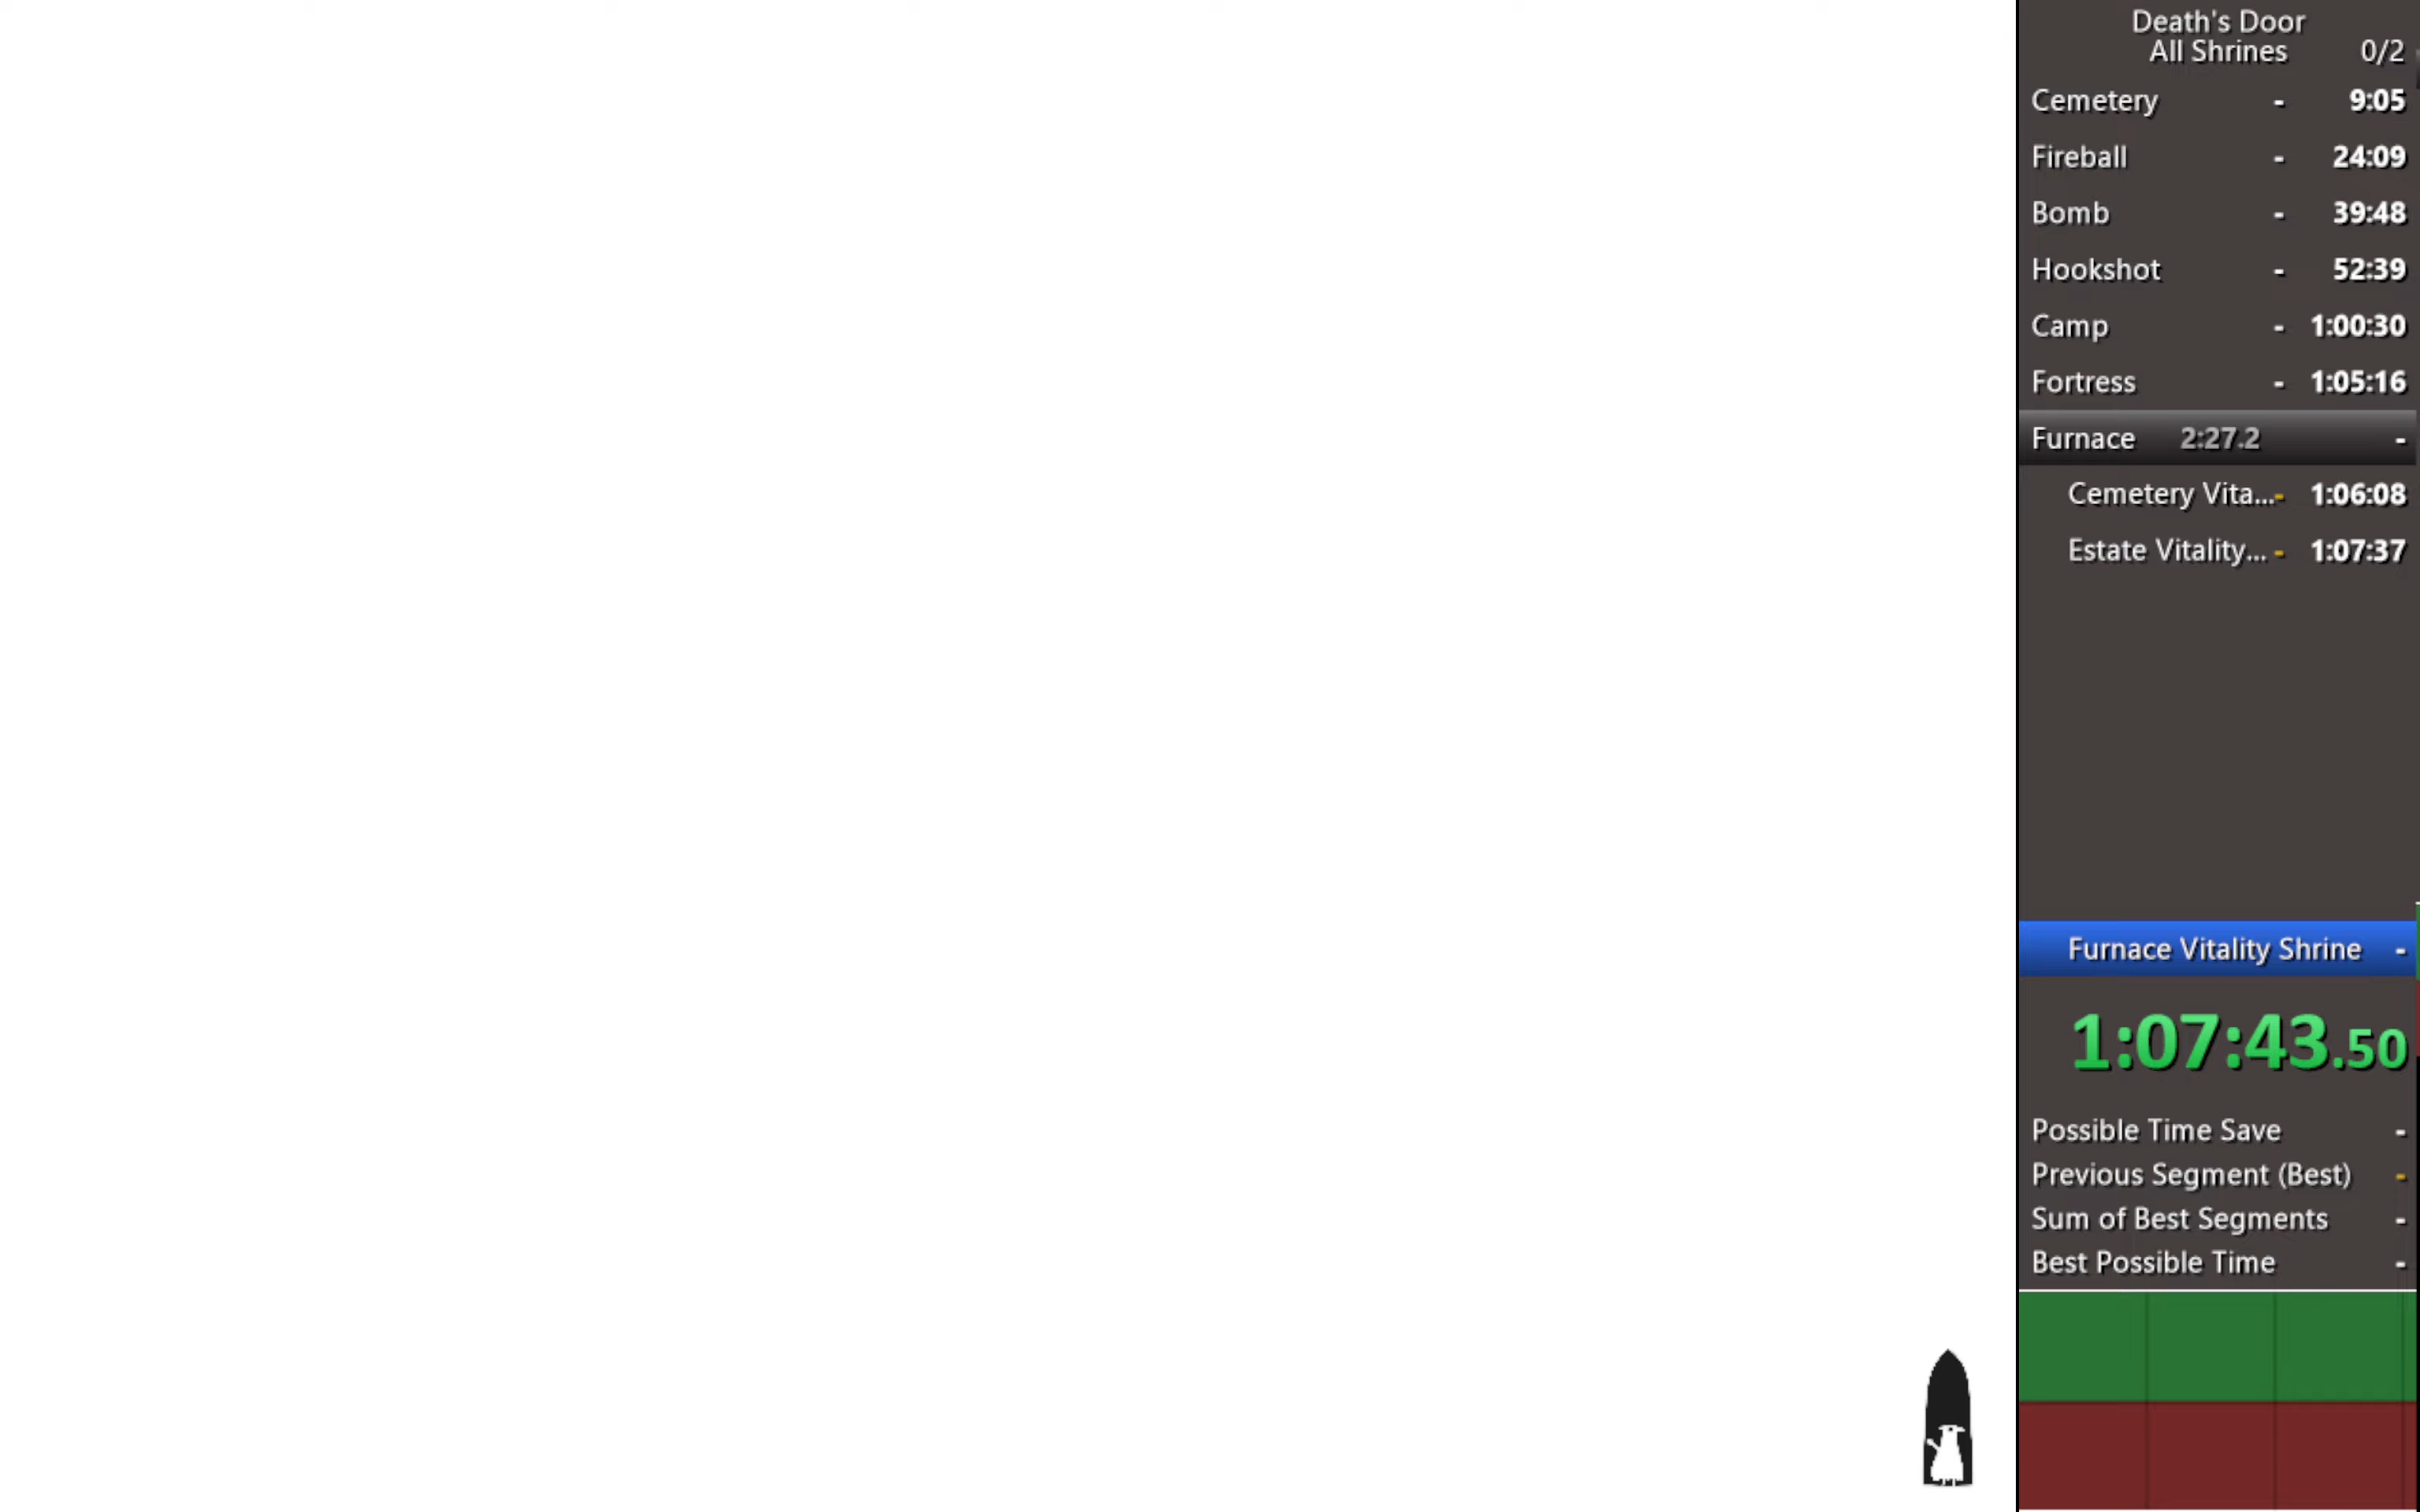 Death's Door
All Shrines 0/2
Cemetery - 9:05
Fireball - 24:09
Bomb - 39:48
Hookshot - 52:39
Camp - 1:00:30
Fortress - 1:05:16
Furnace 2:27.2 -
Cemetery Vita...- 1:06:08
Estate Vitality... - 1:07:37
Furnace Vitality Shrine -
1:07:43.50
Possible Time Save -
Previous Segment (Best) -
Sum of Best Segments -
Best Possible Time -